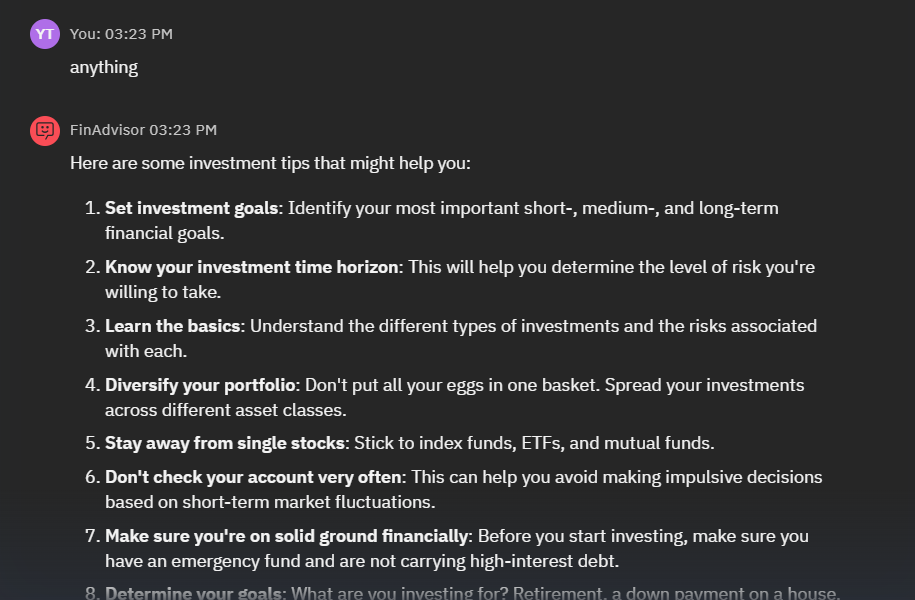 YT You: 03:23 PM
anything
FinAdvisor 03:23 PM
Here are some investment tips that might help you:
1. Set investment goals: Identify your most important short-, medium-, and long-term
financial goals.
2. Know your investment time horizon: This will help you determine the level of risk you're
willing to take.
3. Learn the basics: Understand the different types of investments and the risks associated
with each.
4. Diversify your portfolio: Don't put all your eggs in one basket. Spread your investments
across different asset classes.
5. Stay away from single stocks: Stick to index funds, ETFs, and mutual funds.
6. Don't check your account very often: This can help you avoid making impulsive decisions
based on short-term market fluctuations.
7. Make sure you're on solid ground financially: Before you start investing, make sure you
have an emergency fund and are not carrying high-interest debt.
8. Determine your goals: What are you investing for? Retirement, a down payment on a house,